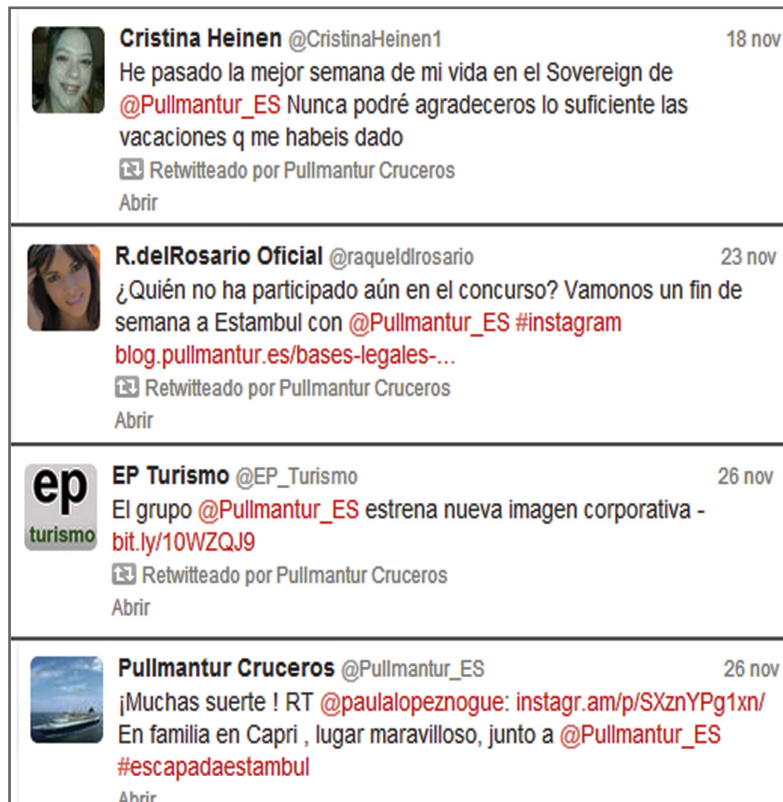 Cristina Heinen @CristinaHeinen1 18 nov
He pasado la mejor semana de mi vida en el Sovereign de
@Pullmantur_ES Nunca podré agradeceros lo suficiente las
vacaciones q me habeis dado
Retwitteado por Pullmantur Cruceros
Abrir
R.delRosario Oficial @raqueldlrosario 23 nov
¿Quién no ha participado aún en el concurso? Vamonos un fin de
semana a Estambul con @Pullmantur_ES #instagram
blog.pullmantur.es/bases-legales-...
Retwitteado por Pullmantur Cruceros
Abrir
ep
turismo
EP Turismo @EP_Turismo 26 nov
El grupo @Pullmantur_ES estrena nueva imagen corporativa -
bit.ly/10WZQJ9
Retwitteado por Pullmantur Cruceros
Abrir
Pullmantur Cruceros @Pullmantur_ES 26 nov
¡Muchas suerte ! RT @paulalopeznogue: instagr.am/p/SXznYPg1xn/
En familia en Capri , lugar maravilloso, junto a @Pullmantur_ES
#escapadaestambul
Abrir